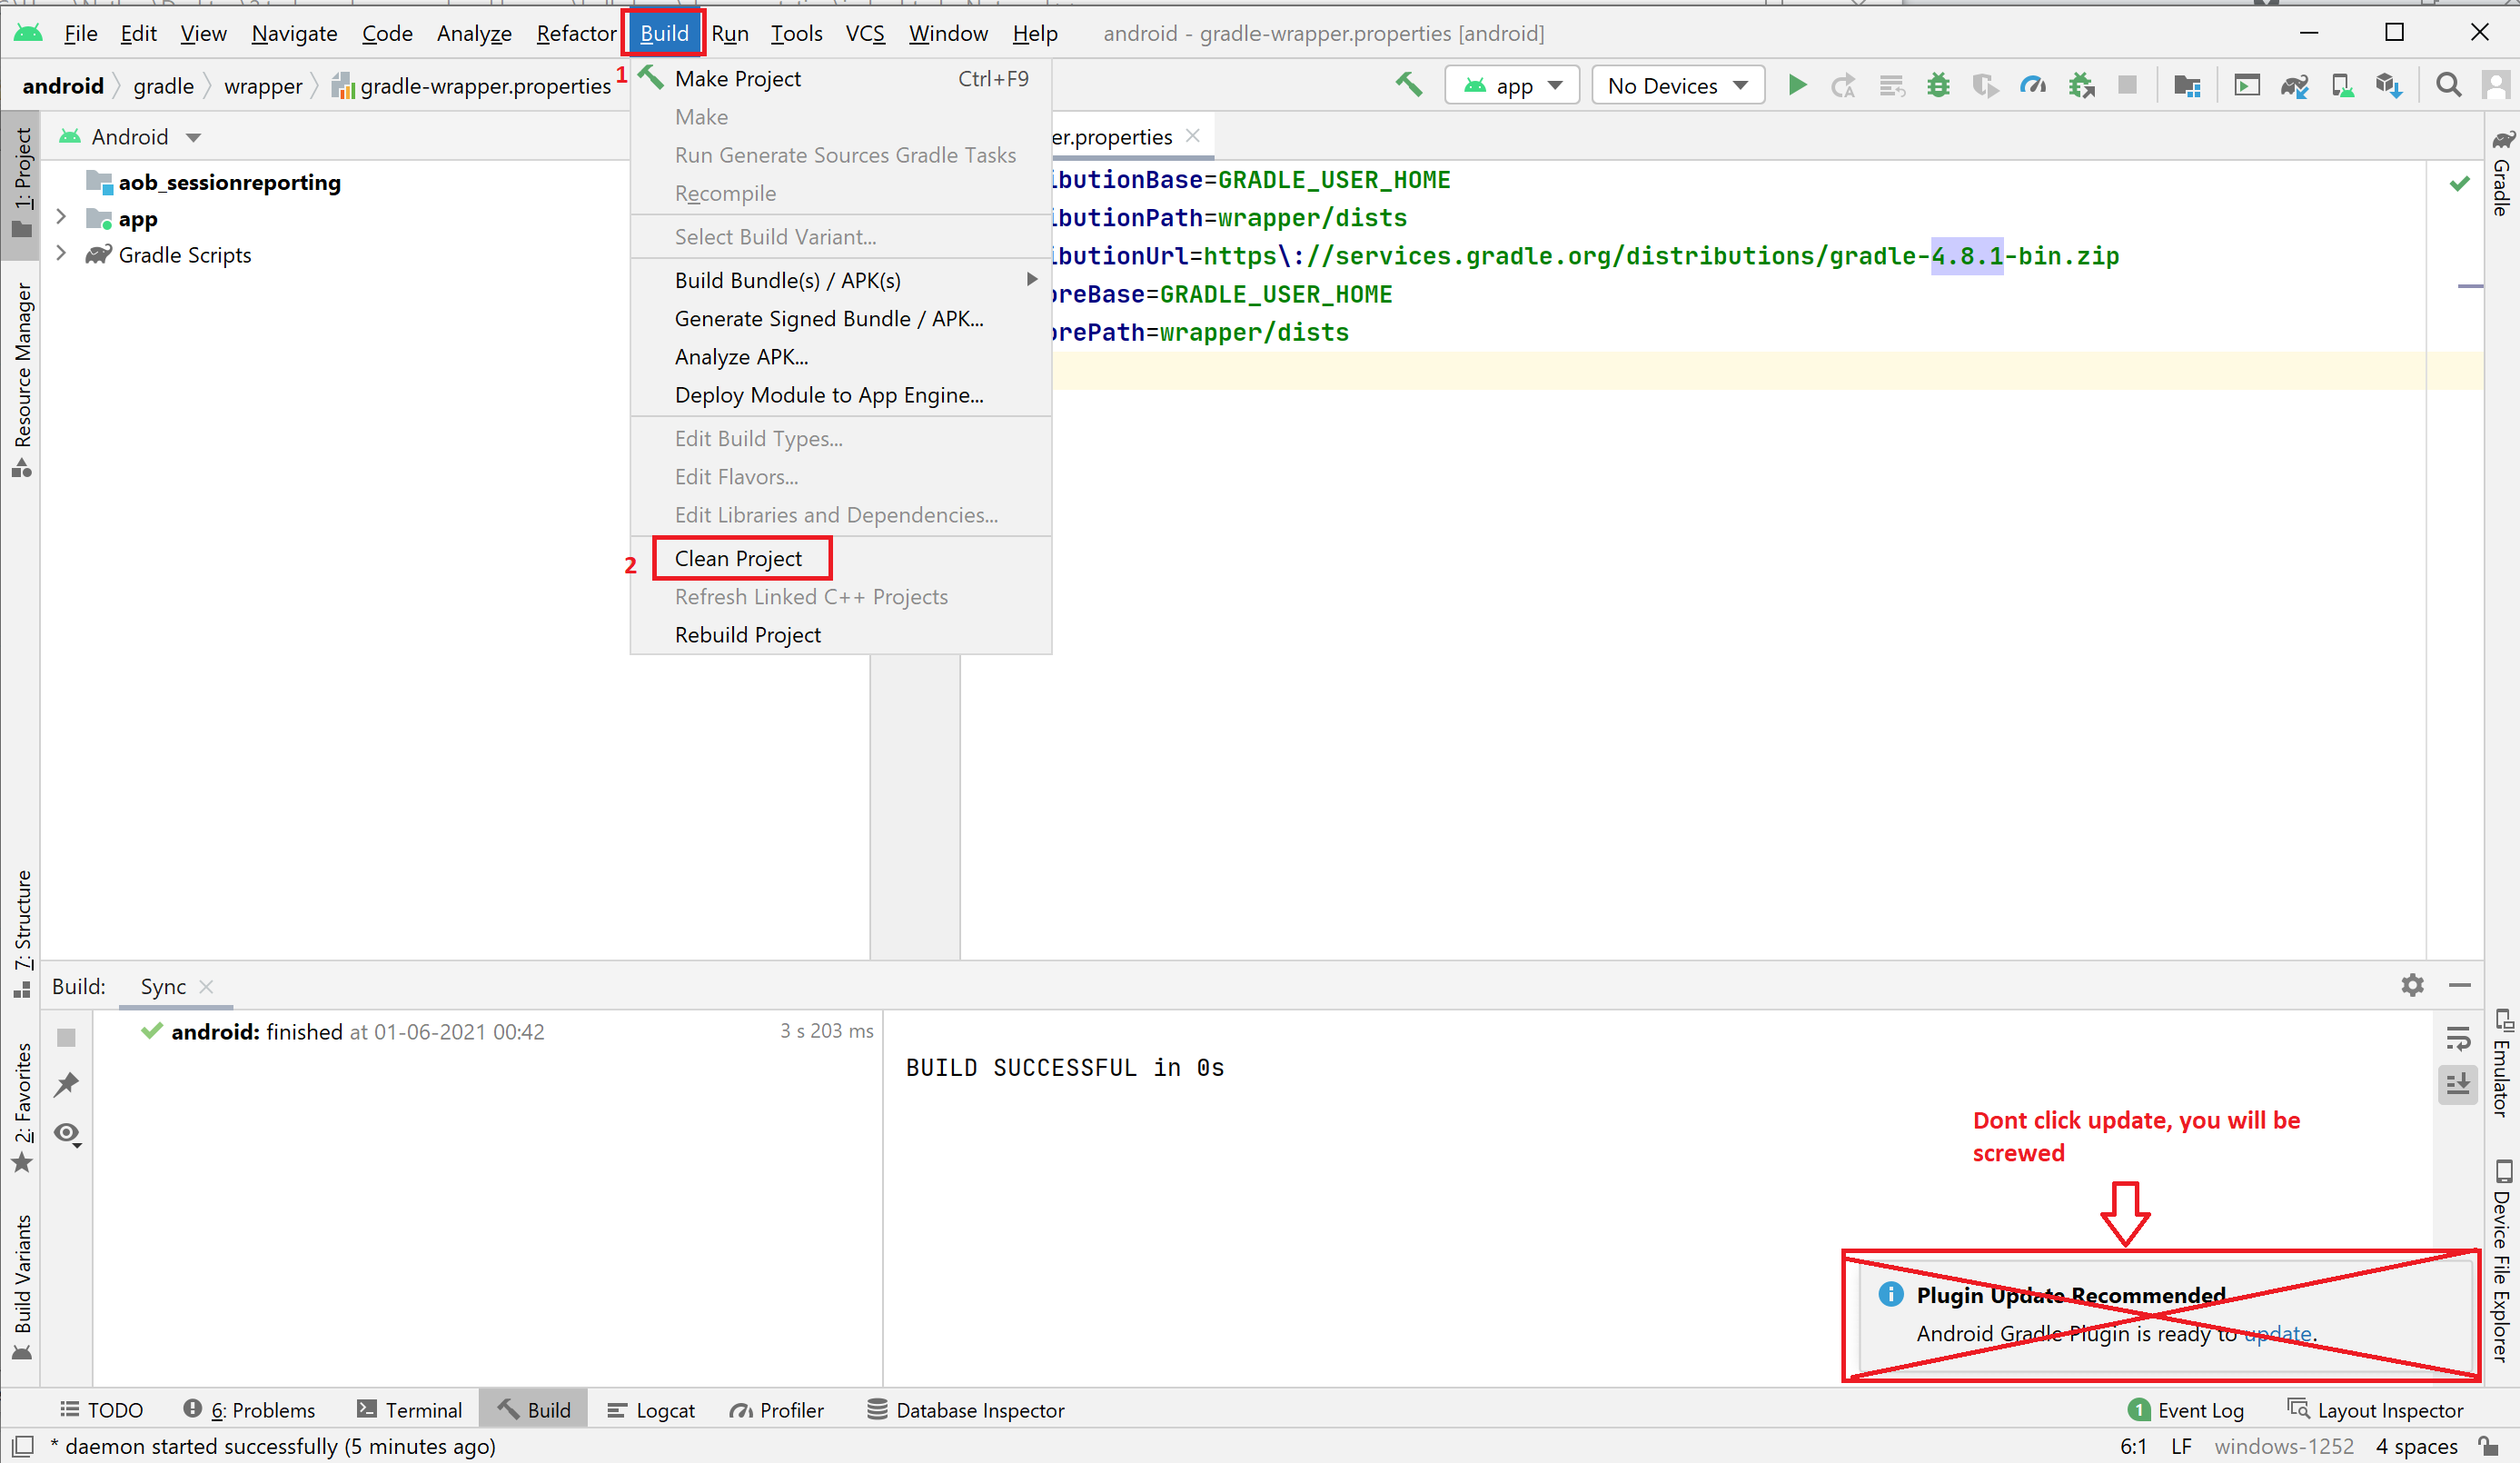 File Edit View Navigate Code Analyze Refactor Build Run Tools VCS Window Help android - gradle-wrapper.properties [android]
android gradle wrapper gradle-wrapper.properties
1
app No Devices
Make Project Ctrl+F9
Make
Run Generate Sources Gradle Tasks
Recompile
Select Build Variant...
Build Bundle(s) / APK(s)
Generate Signed Bundle / APK...
Analyze APK...
Deploy Module to App Engine...
Edit Build Types...
Edit Flavors...
Edit Libraries and Dependencies...
2
Clean Project
Refresh Linked C++ Projects
Rebuild Project
1: Project
Resource Manager
7: Structure
2: Favorites
Build Variants
Android
aob_sessionreporting
app
Gradle Scripts
er.properties
ibutionBase=GRADLE_USER_HOME
ibutionPath=wrapper/dists
ibutionUrl=https\://services.gradle.org/distributions/gradle-4.8.1-bin.zip
oreBase=GRADLE_USER_HOME
orePath=wrapper/dists
Gradle
Emulator
Device File Explorer
Build: Sync
android: finished at 01-06-2021 00:42 3 s 203 ms
BUILD SUCCESSFUL in 0s
Dont click update, you will be
screwed
Plugin Update Recommended
Android Gradle Plugin is ready to update.
TODO 6: Problems Terminal Build Logcat Profiler Database Inspector 1 Event Log Layout Inspector
* daemon started successfully (5 minutes ago) 6:1 LF windows-1252 4 spaces